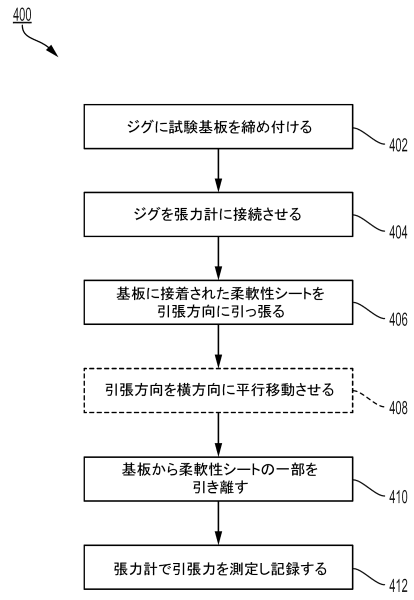 400
ジグに試験基板を締め付ける
402
ジグを張力計に接続させる
404
基板に接着された柔軟性シートを
引張方向に引っ張る
406
引張方向を横方向に平行移動させる
408
基板から柔軟性シートの一部を
引き離す
410
張力計で引張力を測定し記録する
412